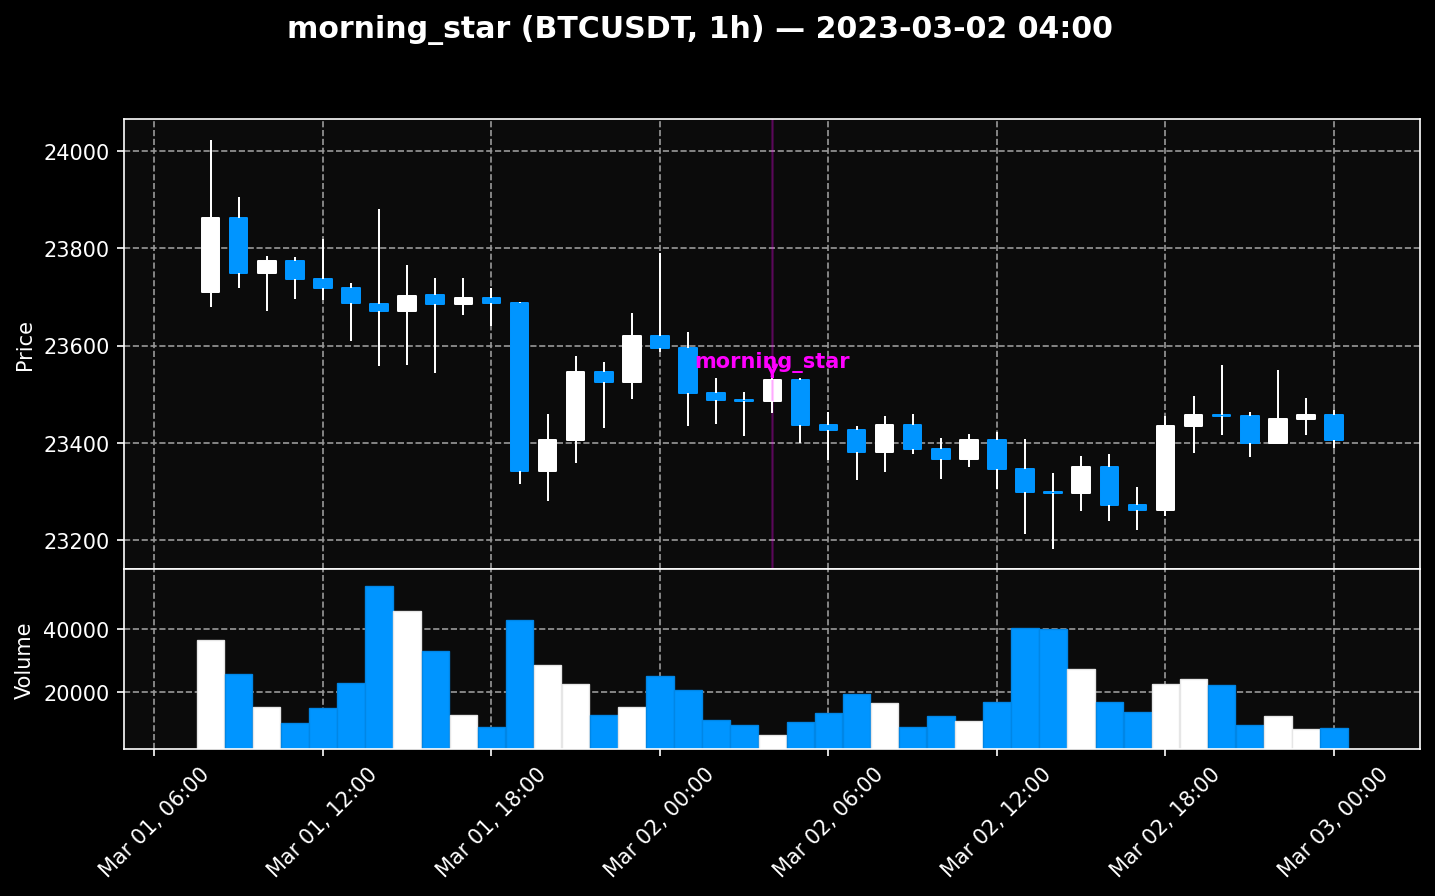 morning_star (BTCUSDT, 1h) — 2023-03-02 04:00
24000
23800
23600
23400
23200
Price
morning_star
40000
20000
Volume
Mar 01, 06:00
Mar 01, 12:00
Mar 01, 18:00
Mar 02, 00:00
Mar 02, 06:00
Mar 02, 12:00
Mar 02, 18:00
Mar 03, 00:00